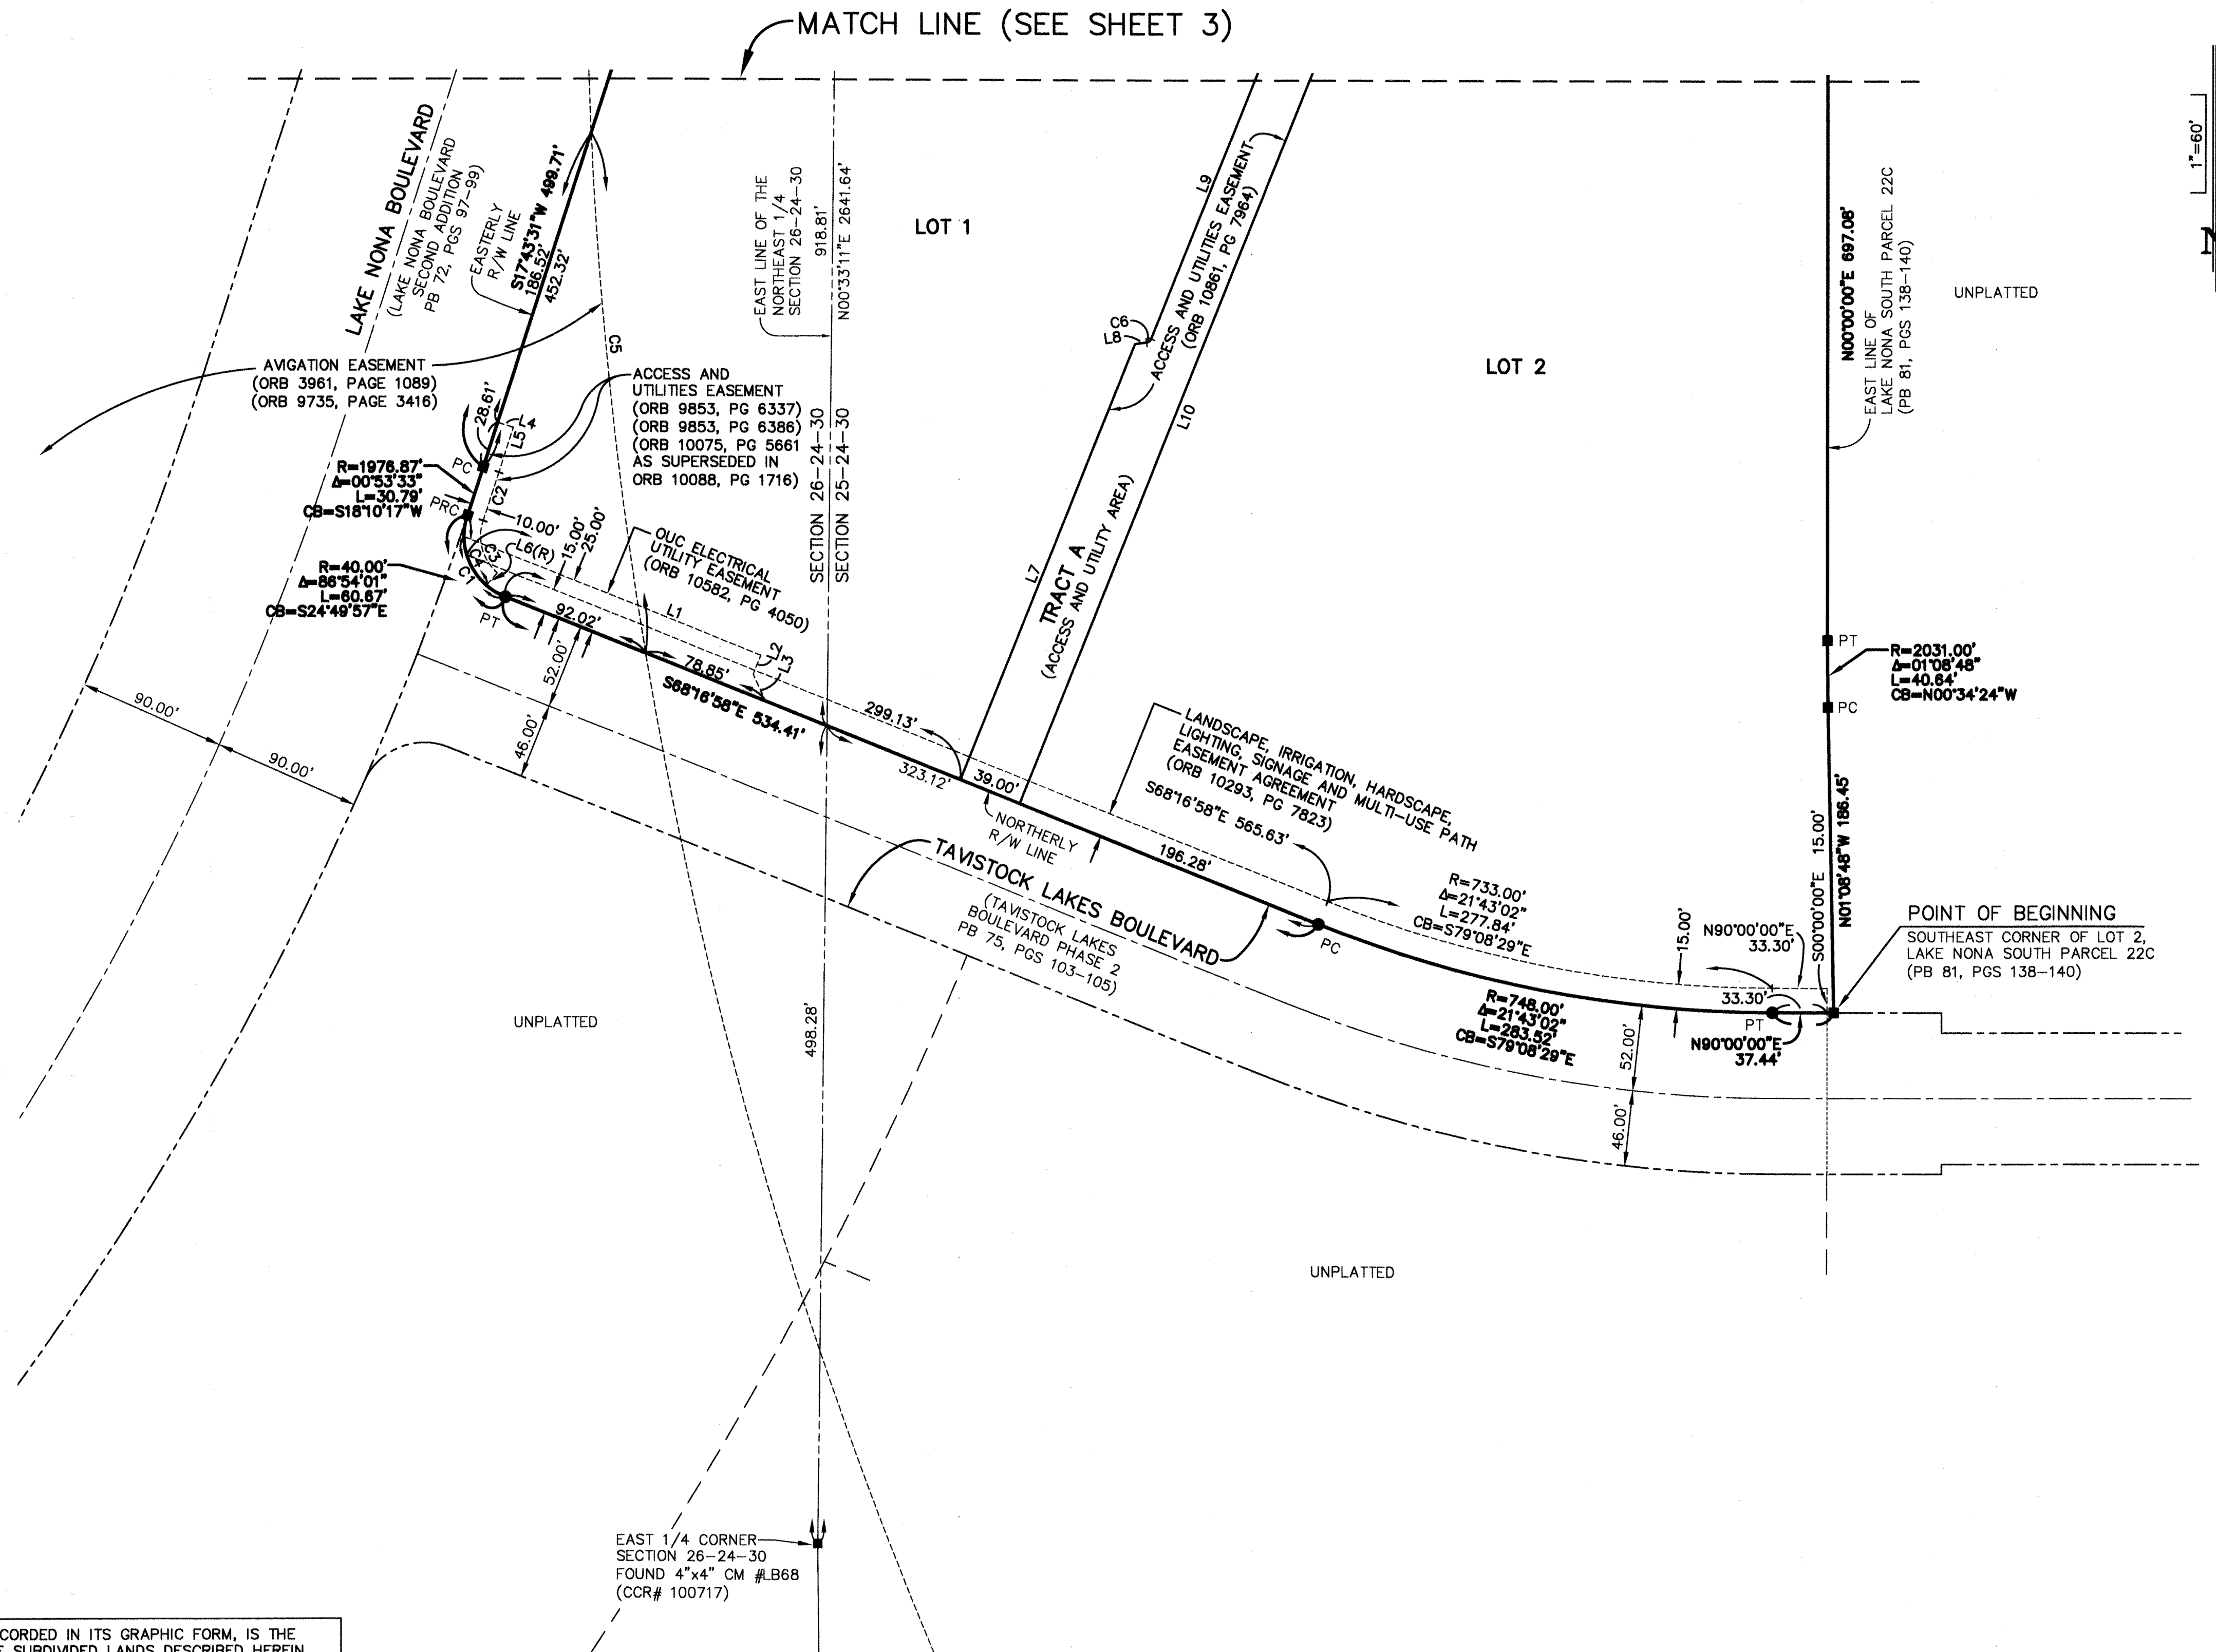 MATCH LINE (SEE SHEET 3)
LAKE NONA BOULEVARD
(LAKE NONA BOULEVARD
SECOND ADDITION
PB 72, PGS 97-99)
EASTERLY
R/W LINE
S17°43'31"W 499.71'
186.52'
452.32'
C5
EAST LINE OF THE
NORTHEAST 1/4
SECTION 26-24-30
918.81'
N00°33'11"E 2641.64'
LOT 1
L9
ACCESS AND UTILITIES EASEMENT
(ORB 10861, PG 7964)
C6
L8
L10
L7
TRACT A
(ACCESS AND UTILITY AREA)
LOT 2
N00°00'00"E 697.08'
EAST LINE OF
LAKE NONA SOUTH PARCEL 22C
(PB 81, PGS 138-140)
UNPLATTED
1"=60'
N
AVIGATION EASEMENT
(ORB 3961, PAGE 1089)
(ORB 9735, PAGE 3416)
ACCESS AND
UTILITIES EASEMENT
(ORB 9853, PG 6337)
(ORB 9853, PG 6386)
(ORB 10075, PG 5661
AS SUPERSEDED IN
ORB 10088, PG 1716)
28.61'
L4
L5
PC
C2
R=1976.87'
Δ=00°53'33"
L=30.79'
CB=S18°10'17"W
PRC
10.00'
15.00'
25.00'
L6(R)
C3
C4
C1
R=40.00'
Δ=86°54'01"
L=60.67'
CB=S24°49'57"E
PT
OUC ELECTRICAL
UTILITY EASEMENT
(ORB 10582, PG 4050)
L1
L2
L3
SECTION 26-24-30
SECTION 25-24-30
92.02'
78.85'
S68°16'58"E 534.41'
52.00'
46.00'
90.00'
90.00'
299.13'
323.12'
39.00'
NORTHERLY
R/W LINE
LANDSCAPE, IRRIGATION, HARDSCAPE,
LIGHTING, SIGNAGE AND MULTI-USE PATH
EASEMENT AGREEMENT
(ORB 10293, PG 7823)
S68°16'58"E 565.63'
196.28'
TAVISTOCK LAKES BOULEVARD
(TAVISTOCK LAKES
BOULEVARD PHASE 2
PB 75, PGS 103-105)
PC
R=733.00'
Δ=21°43'02"
L=277.84'
CB=S79°08'29"E
R=748.00'
Δ=21°43'02"
L=283.52'
CB=S79°08'29"E
PT
R=2031.00'
Δ=01°08'48"
L=40.64'
CB=N00°34'24"W
PC
S00°00'00"E 15.00'
N01°08'48"W 186.45'
15.00'
N90°00'00"E
33.30'
33.30'
PT
N90°00'00"E
37.44'
52.00'
46.00'
POINT OF BEGINNING
SOUTHEAST CORNER OF LOT 2,
LAKE NONA SOUTH PARCEL 22C
(PB 81, PGS 138-140)
UNPLATTED
498.28'
UNPLATTED
EAST 1/4 CORNER
SECTION 26-24-30
FOUND 4"x4" CM #LB68
(CCR# 100717)
CORDED IN ITS GRAPHIC FORM, IS THE
SUBDIVIDED LANDS DESCRIBED HEREIN